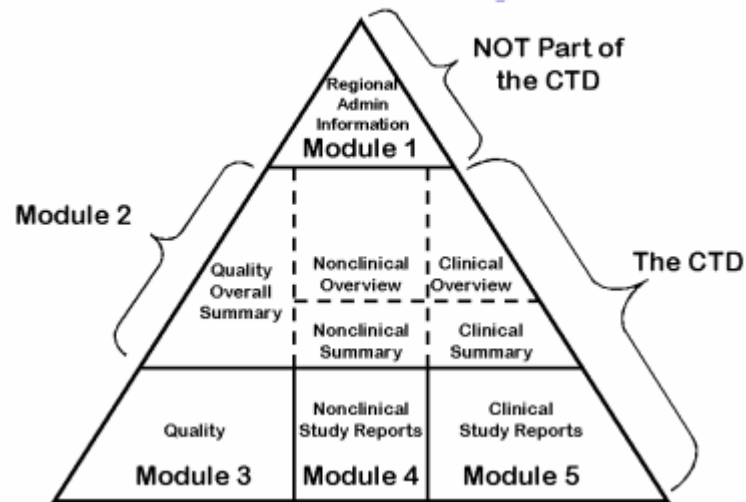 NOT Part of
the CTD
Regional
Admin
Information
Module 1
Module 2
The CTD
Quality
Overall
Summary
Nonclinical
Overview
Clinical
Overview
Nonclinical
Summary
Clinical
Summary
Quality
Module 3
Nonclinical
Study Reports
Module 4
Clinical
Study Reports
Module 5